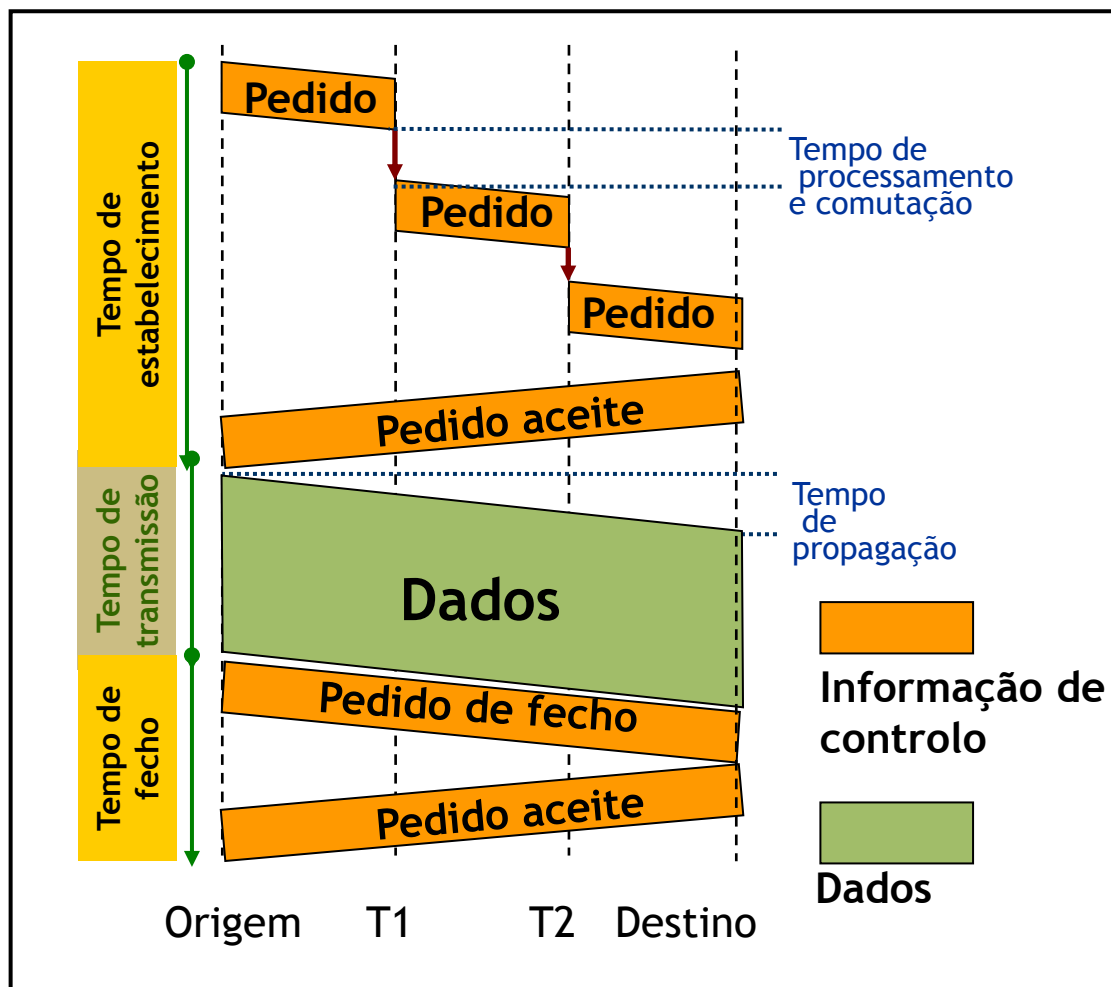 Tempo de
estabelecimento
Pedido
Tempo de
processamento
e comutação
Pedido
Pedido
Pedido aceite
Tempo de
transmissão
Tempo
de
propagação
Dados
Tempo de
fecho
Pedido de fecho
Pedido aceite
Informação de
controlo
Dados
Origem T1 T2 Destino